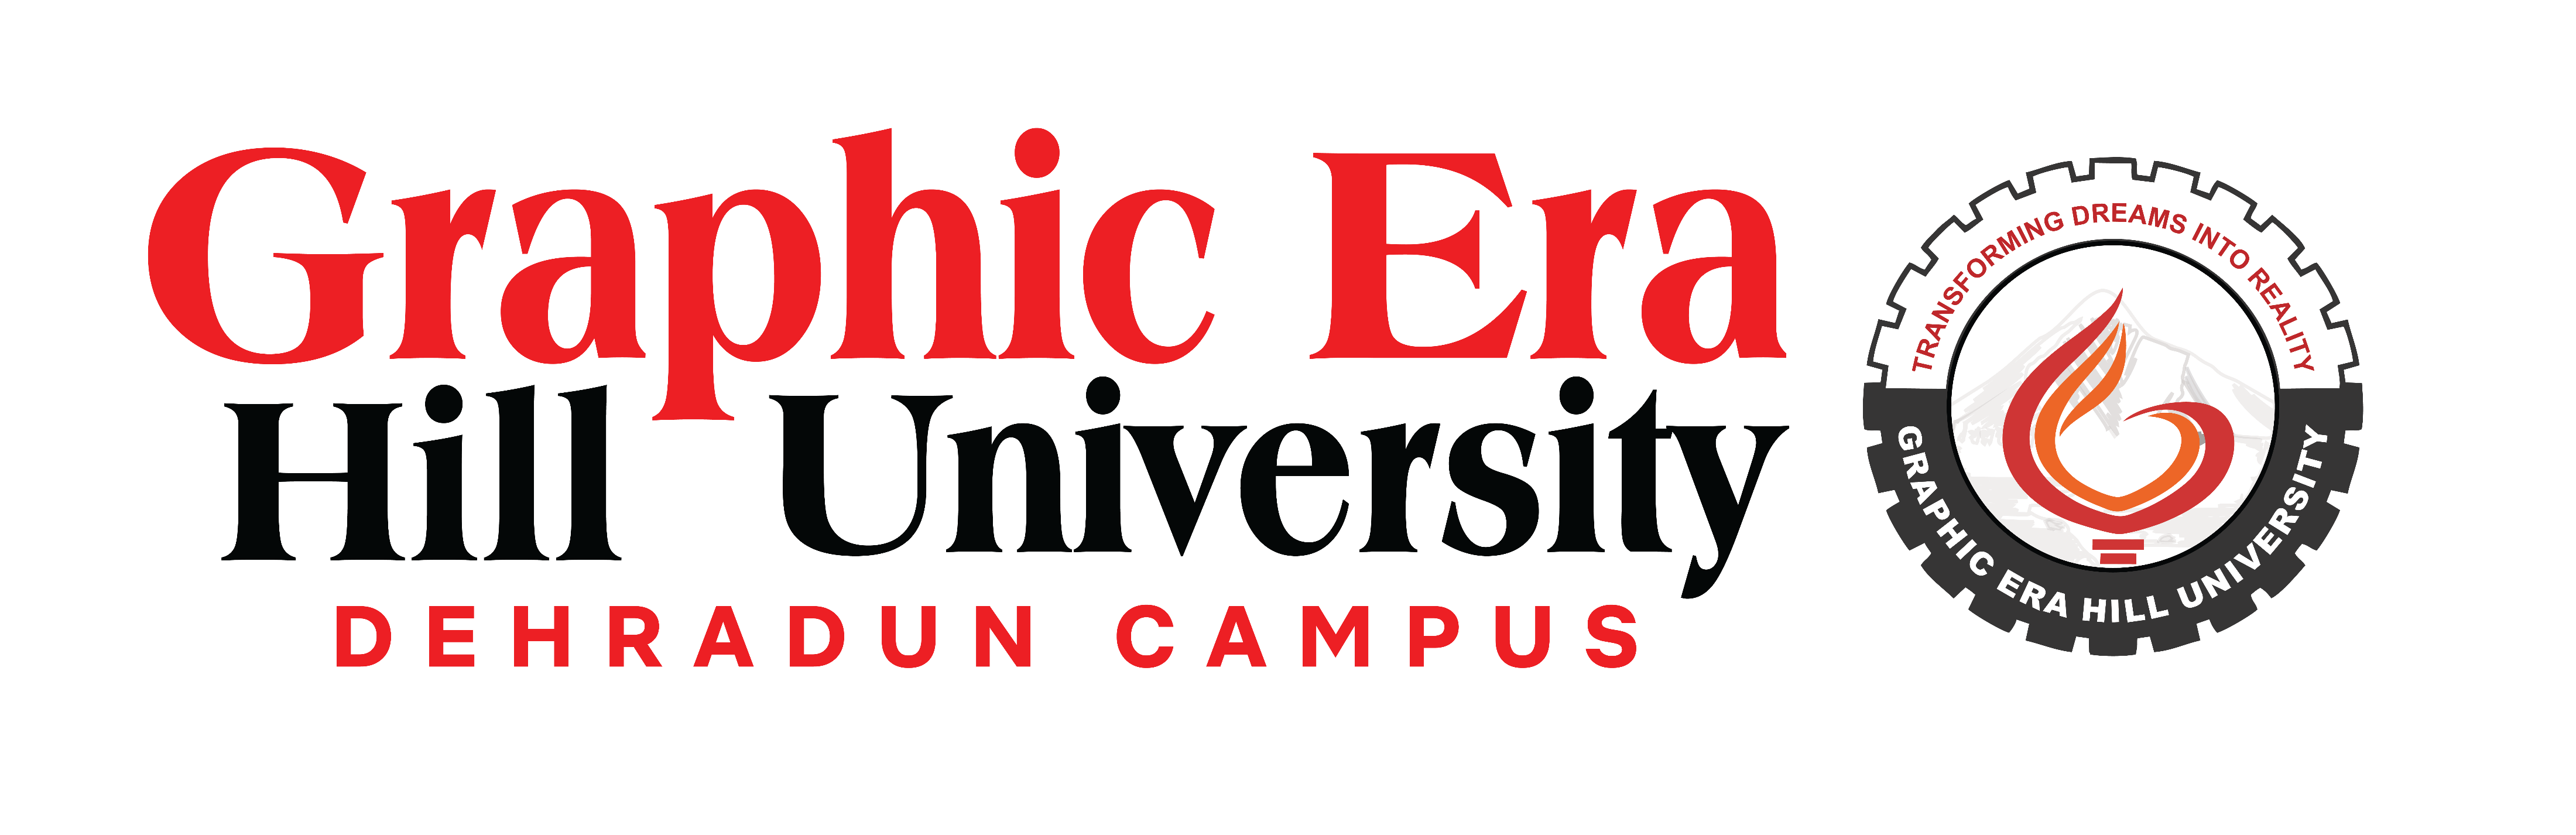 Graphic Era
Hill University
DEHRADUN CAMPUS
TRANSFORMING DREAMS INTO REALITY
GRAPHIC ERA HILL UNIVERSITY